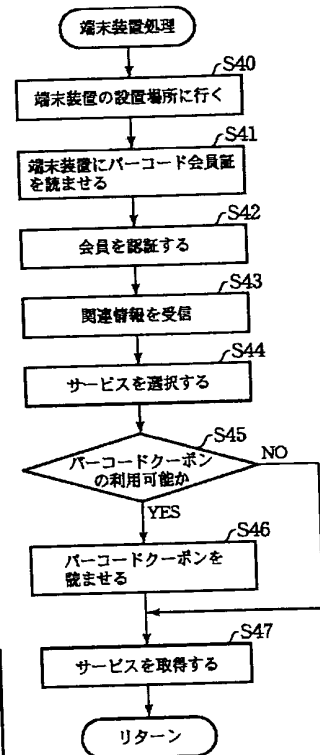 端末装置処理
S40
端末装置の設置場所に行く
S41
端末装置にバーコード会員証
を読ませる
S42
会員を認証する
S43
関連情報を受信
S44
サービスを選択する
S45
バーコードクーポン
の利用可能か
NO
YES
S46
バーコードクーポンを
読ませる
S47
サービスを取得する
リターン